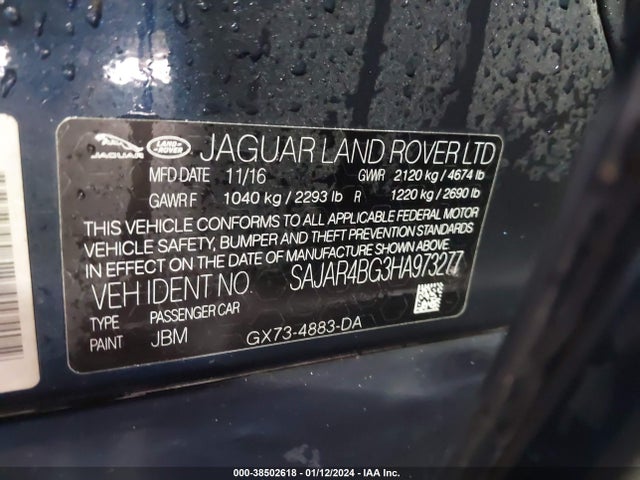 JAGUAR LAND-ROVER JAGUAR LAND ROVER LTD
MFD DATE 11/16 GVWR 2120 kg / 4674 lb
GAWR F 1040 kg / 2293 lb R 1220 kg / 2690 lb
THIS VEHICLE CONFORMS TO ALL APPLICABLE FEDERAL MOTOR
VEHICLE SAFETY, BUMPER AND THEFT PREVENTION STANDARDS
IN EFFECT ON THE DATE OF MANUFACTURE SHOWN ABOVE.
VEH IDENT NO. SAJAR4BG3HA973277
TYPE PASSENGER CAR
PAINT JBM GX73-4883-DA
000-38502618 - 01/12/2024 - IAA Inc.